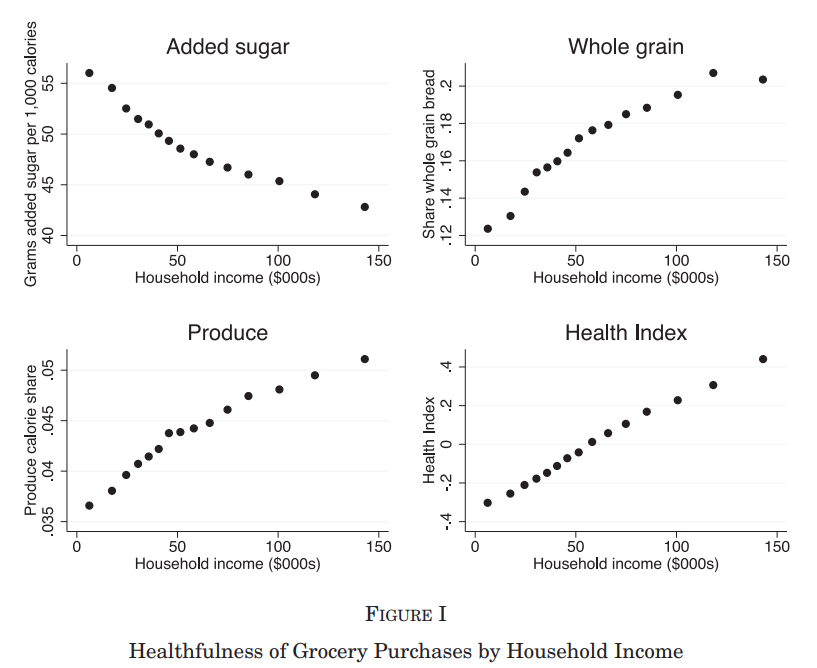 Added sugar
Grams added sugar per 1,000 calories
55
50
45
40
0 50 100 150
Household income ($000s)
Whole grain
Share whole grain bread
.2
.18
.16
.14
.12
0 50 100 150
Household income ($000s)
Produce
Produce calorie share
.05
.045
.04
.035
0 50 100 150
Household income ($000s)
Health Index
Health Index
.4
.2
0
-.2
-.4
0 50 100 150
Household income ($000s)
FIGURE I
Healthfulness of Grocery Purchases by Household Income